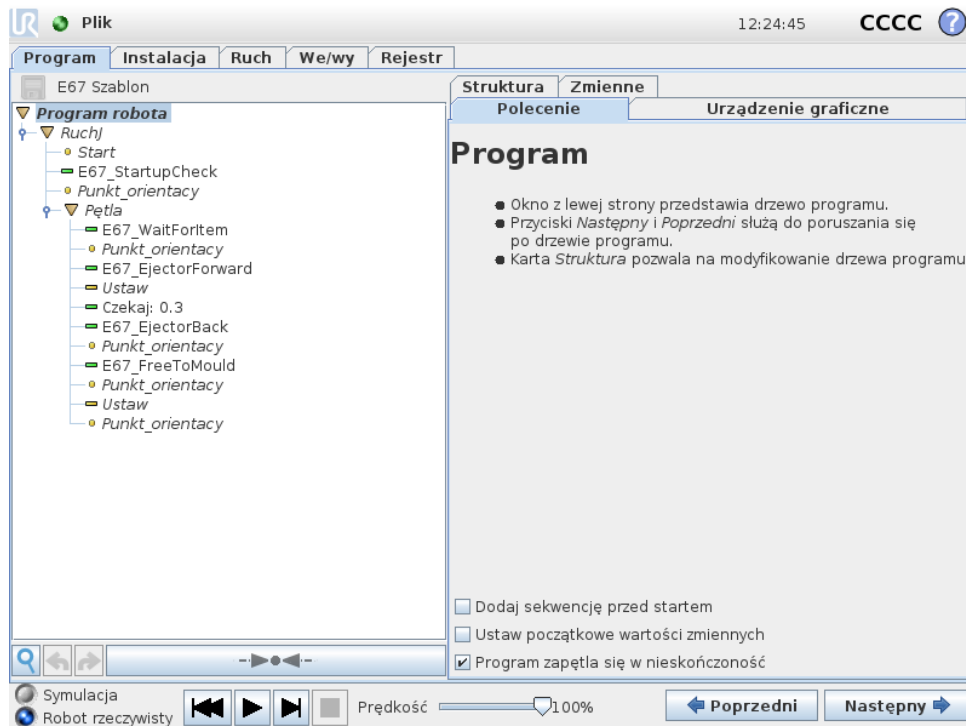 Plik
12:24:45
CCCC
?
Program
Instalacja
Ruch
We/wy
Rejestr
E67 Szablon
Program robota
RuchJ
Start
E67_StartupCheck
Punkt_orientacy
Pętla
E67_WaitForItem
Punkt_orientacy
E67_EjectorForward
Ustaw
Czekaj: 0.3
E67_EjectorBack
Punkt_orientacy
E67_FreeToMould
Punkt_orientacy
Ustaw
Punkt_orientacy
Struktura
Zmienne
Polecenie
Urządzenie graficzne
Program
Okno z lewej strony przedstawia drzewo programu.
Przyciski Następny i Poprzedni służą do poruszania się
po drzewie programu.
Karta Struktura pozwala na modyfikowanie drzewa programu
Dodaj sekwencję przed startem
Ustaw początkowe wartości zmiennych
Program zapętla się w nieskończoność
Symulacja
Robot rzeczywisty
Prędkość
100%
Poprzedni
Następny